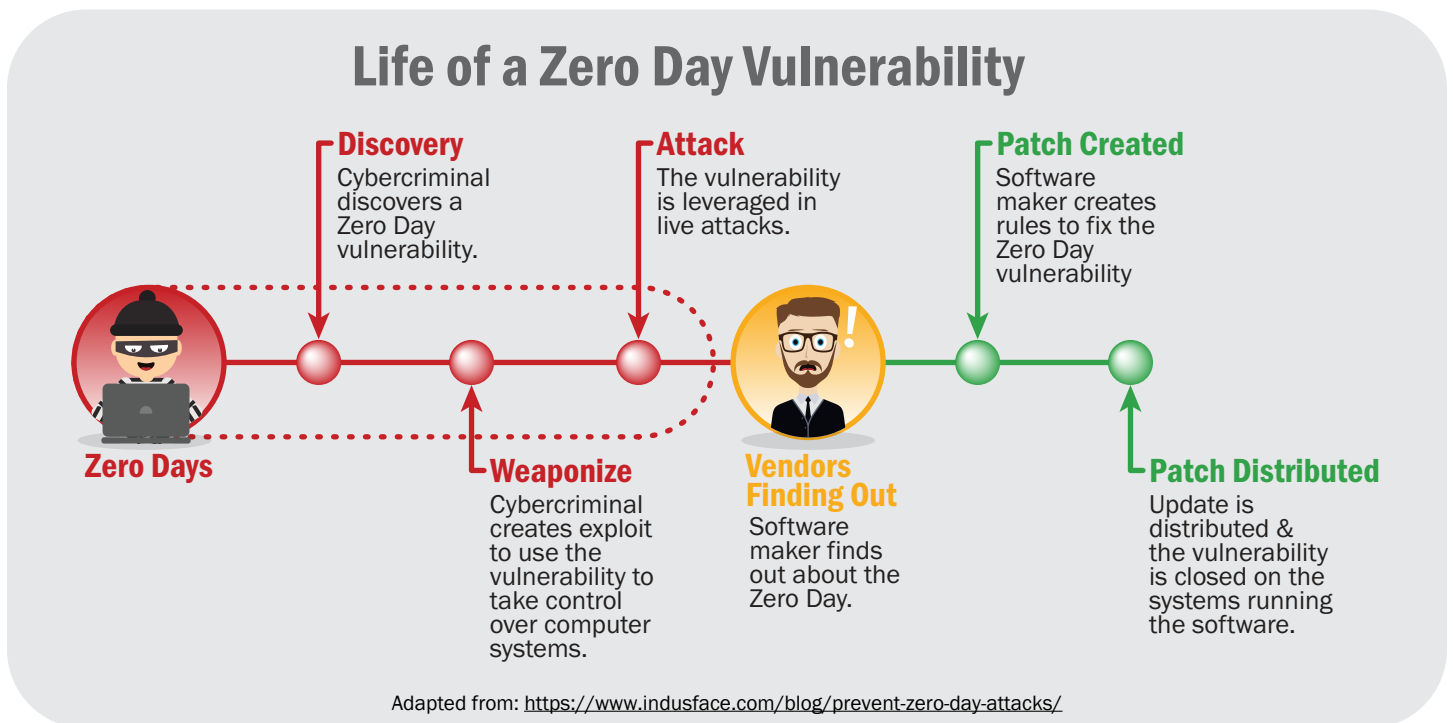 Life of a Zero Day Vulnerability
Discovery
Cybercriminal
discovers a
Zero Day
vulnerability.
Attack
The vulnerability
is leveraged in
live attacks.
Patch Created
Software
maker creates
rules to fix the
Zero Day
vulnerability
!
Zero Days
Weaponize
Cybercriminal
creates exploit
to use the
vulnerability to
take control
over computer
systems.
Vendors
Finding Out
Software
maker finds
out about the
Zero Day.
Patch Distributed
Update is
distributed &
the vulnerability
is closed on the
systems running
the software.
Adapted from: https://www.indusface.com/blog/prevent-zero-day-attacks/